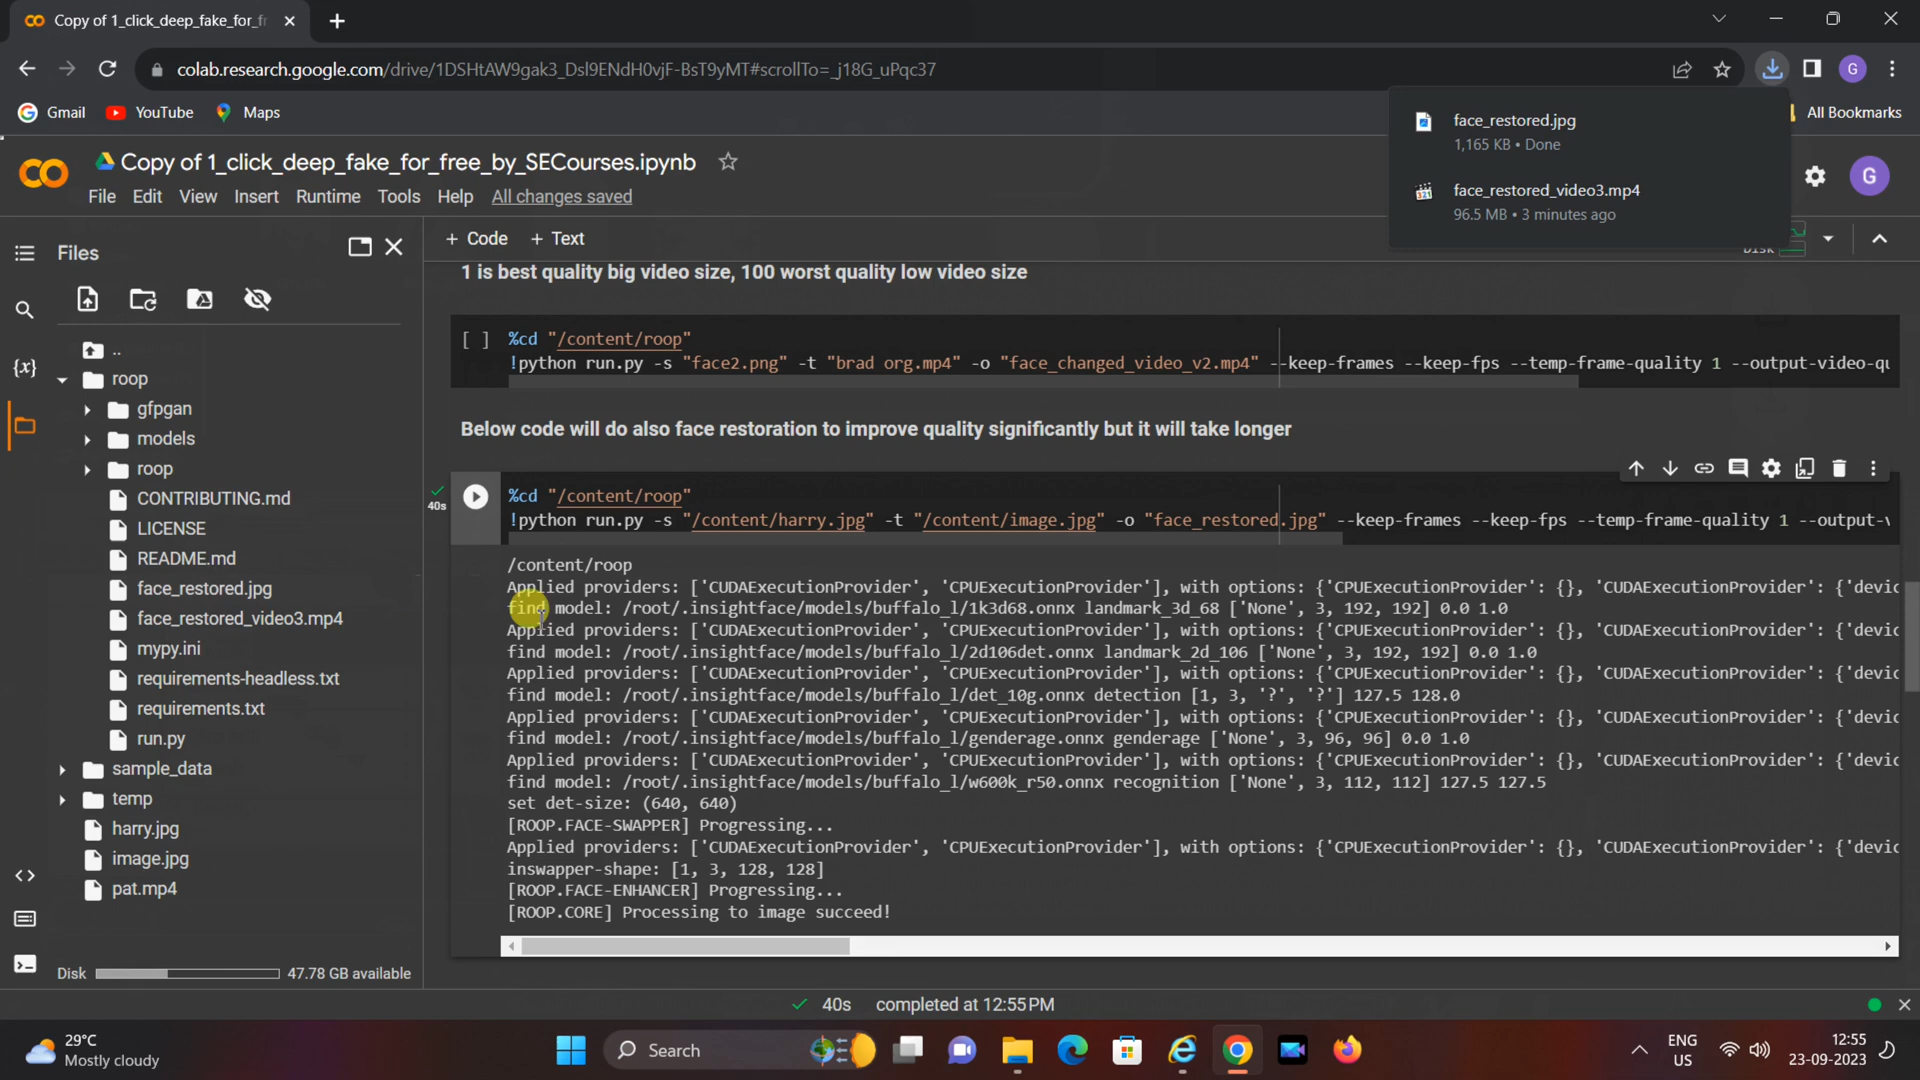 Copy of 1_click_deep_fake_for_fr
colab.research.google.com/drive/1DSHtAW9gak3_Dsl9ENdH0vjF-BsT9yMT#scrollTo=_j18G_uPqc37
G
Gmail
YouTube
Maps
All Bookmarks
face_restored.jpg
1,165 KB • Done
face_restored_video3.mp4
96.5 MB • 3 minutes ago
Copy of 1_click_deep_fake_for_free_by_SECourses.ipynb
G
File Edit View Insert Runtime Tools Help All changes saved
Files
+ Code + Text
Disk
1 is best quality big video size, 100 worst quality low video size
[ ] %cd "/content/roop"
!python run.py -s "face2.png" -t "brad org.mp4" -o "face_changed_video_v2.mp4" --keep-frames --keep-fps --temp-frame-quality 1 --output-video-qu
Below code will do also face restoration to improve quality significantly but it will take longer
40s
%cd "/content/roop"
!python run.py -s "/content/harry.jpg" -t "/content/image.jpg" -o "face_restored.jpg" --keep-frames --keep-fps --temp-frame-quality 1 --output-v
/content/roop
Applied providers: ['CUDAExecutionProvider', 'CPUExecutionProvider'], with options: {'CPUExecutionProvider': {}, 'CUDAExecutionProvider': {'devic
find model: /root/.insightface/models/buffalo_l/1k3d68.onnx landmark_3d_68 ['None', 3, 192, 192] 0.0 1.0
Applied providers: ['CUDAExecutionProvider', 'CPUExecutionProvider'], with options: {'CPUExecutionProvider': {}, 'CUDAExecutionProvider': {'devic
find model: /root/.insightface/models/buffalo_l/2d106det.onnx landmark_2d_106 ['None', 3, 192, 192] 0.0 1.0
Applied providers: ['CUDAExecutionProvider', 'CPUExecutionProvider'], with options: {'CPUExecutionProvider': {}, 'CUDAExecutionProvider': {'devic
find model: /root/.insightface/models/buffalo_l/det_10g.onnx detection [1, 3, '?', '?'] 127.5 128.0
Applied providers: ['CUDAExecutionProvider', 'CPUExecutionProvider'], with options: {'CPUExecutionProvider': {}, 'CUDAExecutionProvider': {'devic
find model: /root/.insightface/models/buffalo_l/genderage.onnx genderage ['None', 3, 96, 96] 0.0 1.0
Applied providers: ['CUDAExecutionProvider', 'CPUExecutionProvider'], with options: {'CPUExecutionProvider': {}, 'CUDAExecutionProvider': {'devic
find model: /root/.insightface/models/buffalo_l/w600k_r50.onnx recognition ['None', 3, 112, 112] 127.5 127.5
set det-size: (640, 640)
[ROOP.FACE-SWAPPER] Progressing...
Applied providers: ['CUDAExecutionProvider', 'CPUExecutionProvider'], with options: {'CPUExecutionProvider': {}, 'CUDAExecutionProvider': {'devic
inswapper-shape: [1, 3, 128, 128]
[ROOP.FACE-ENHANCER] Progressing...
[ROOP.CORE] Processing to image succeed!
{x}
..
roop
gfpgan
models
roop
CONTRIBUTING.md
LICENSE
README.md
face_restored.jpg
face_restored_video3.mp4
mypy.ini
requirements-headless.txt
requirements.txt
run.py
sample_data
temp
harry.jpg
image.jpg
pat.mp4
Disk 47.78 GB available
40s completed at 12:55 PM
29°C
Mostly cloudy
Search
ENG
US
12:55
23-09-2023